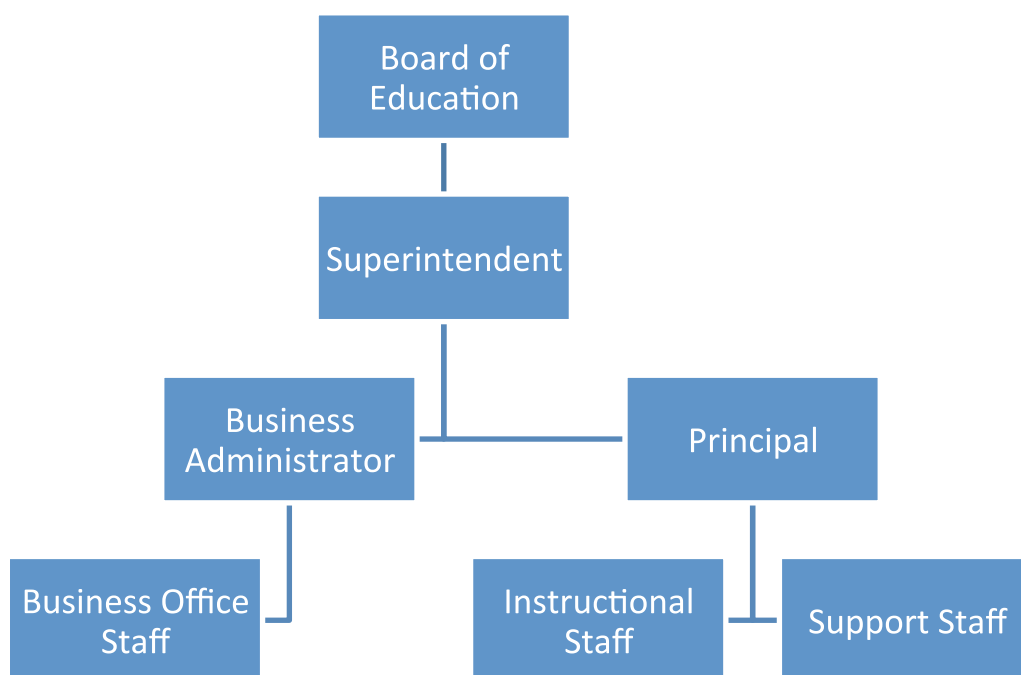 Board of
Education
Superintendent
Business
Administrator
Principal
Business Office
Staff
Instructional
Staff
Support Staff